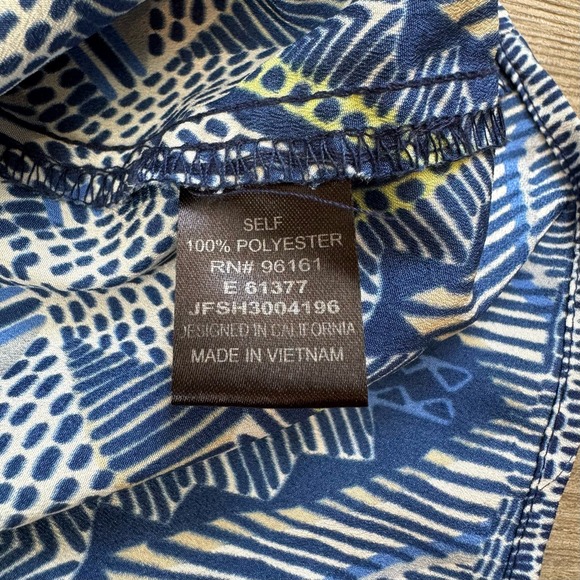 SELF
100% POLYESTER
RN# 96161
E 61377
JFSH3004196
DESIGNED IN CALIFORNIA
MADE IN VIETNAM